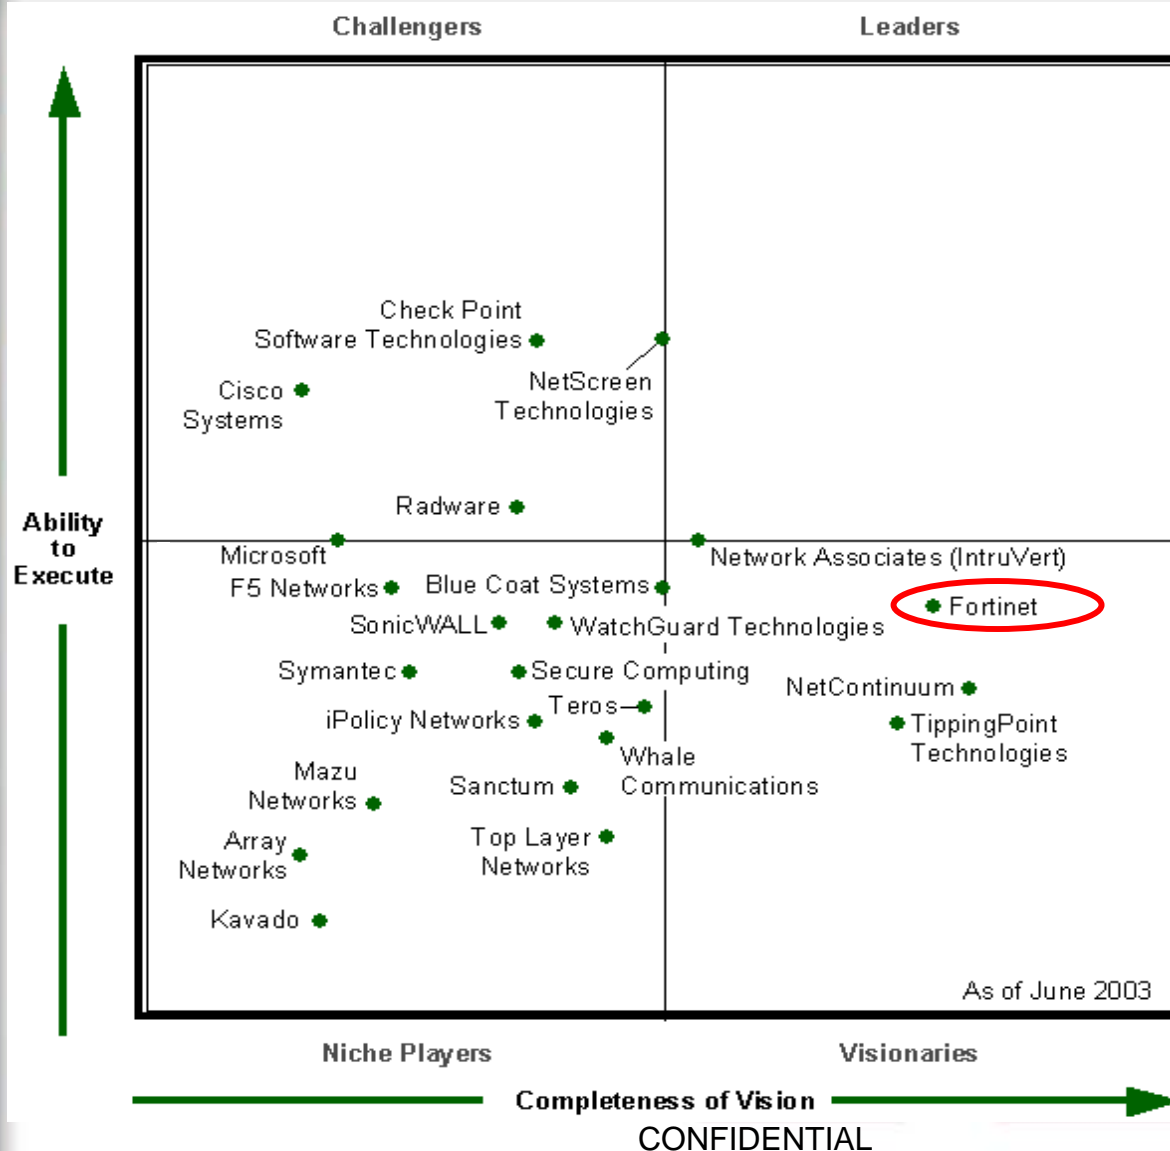 Challengers
Leaders
Check Point
Software Technologies
NetScreen
Technologies
Cisco
Systems
Radware
Ability
to
Execute
Microsoft
Network Associates (IntruVert)
F5 Networks
Blue Coat Systems
Fortinet
SonicWALL
WatchGuard Technologies
Symantec
Secure Computing
NetContinuum
Teros
iPolicy Networks
TippingPoint
Technologies
Whale
Communications
Mazu
Networks
Sanctum
Array
Networks
Top Layer
Networks
Kavado
As of June 2003
Niche Players
Visionaries
Completeness of Vision
CONFIDENTIAL